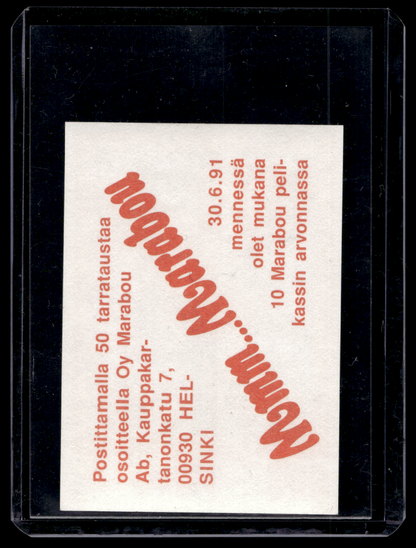 Postittamalla 50 tarrataustaa
osoitteella Oy Marabou
Ab, Kauppakar-
tanonkatu 7,
00930 HEL-
SINKI
Mmmm...Marabou
30.6.91
mennessä
olet mukana
10 Marabou peli-
kassin arvonnassa